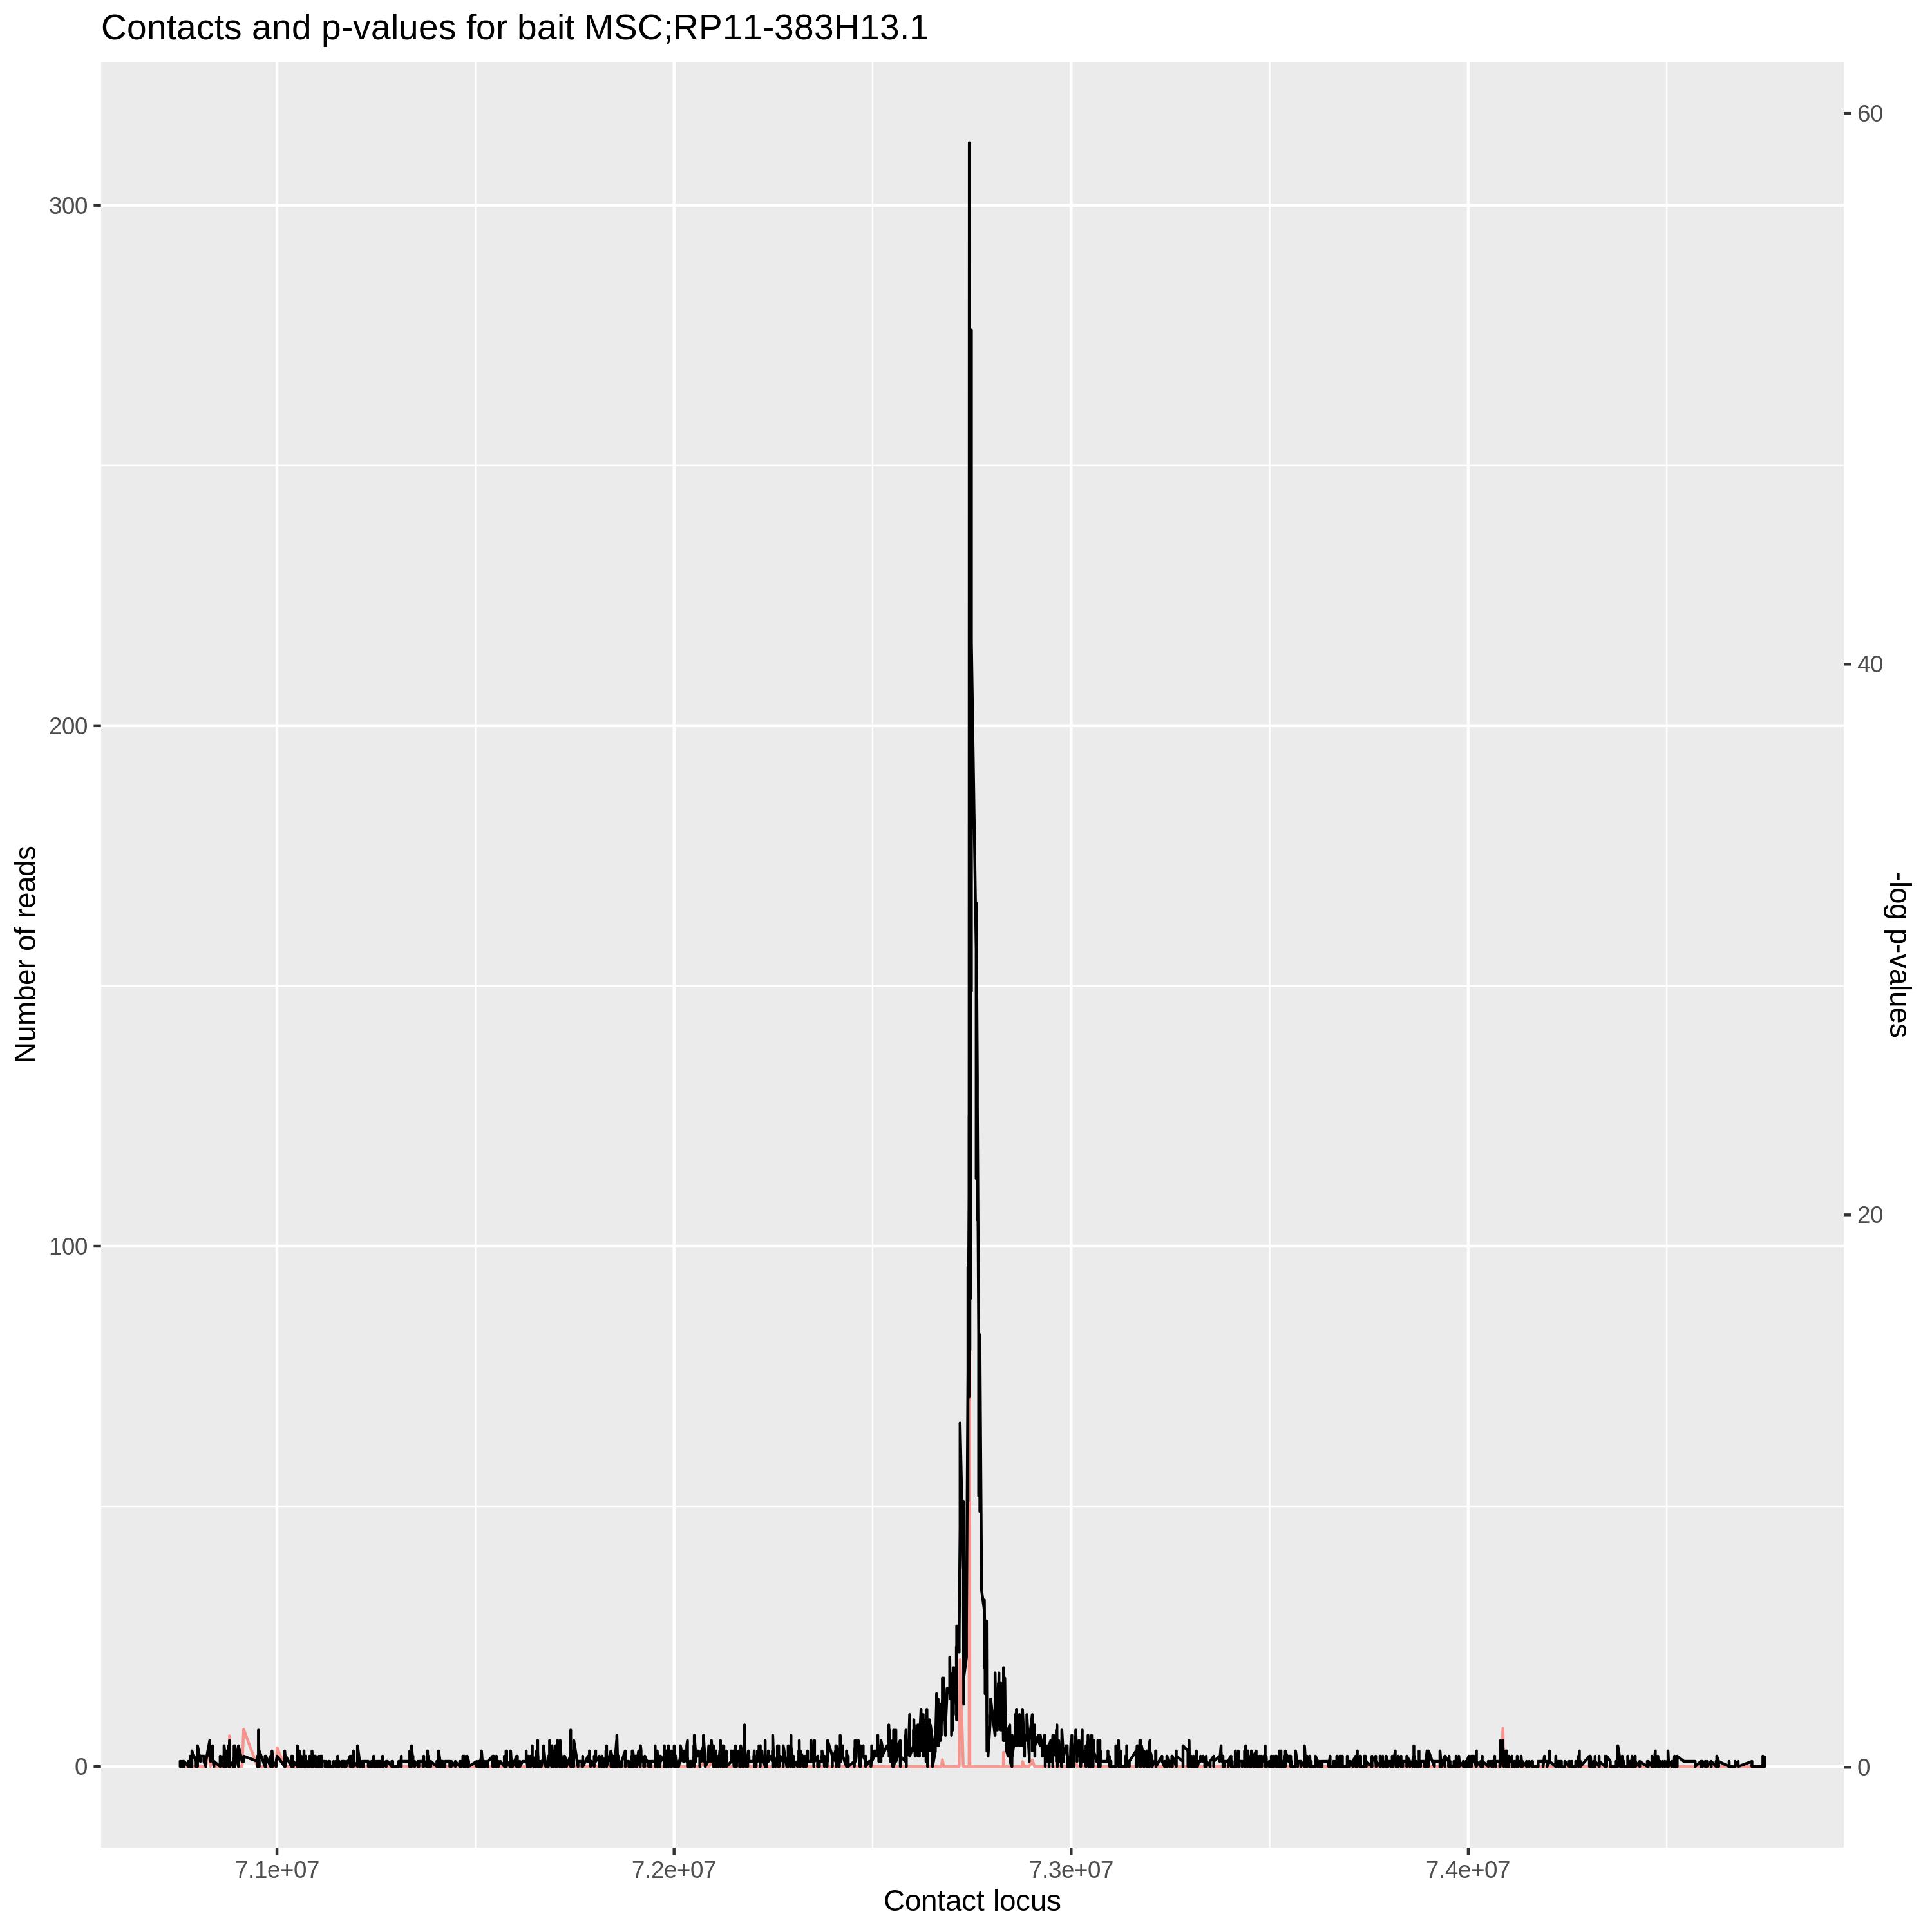 Contacts and p-values for bait MSC;RP11-383H13.1
300
200
100
0
Number of reads
60
40
20
0
-log p-values
7.1e+07
7.2e+07
7.3e+07
7.4e+07
Contact locus